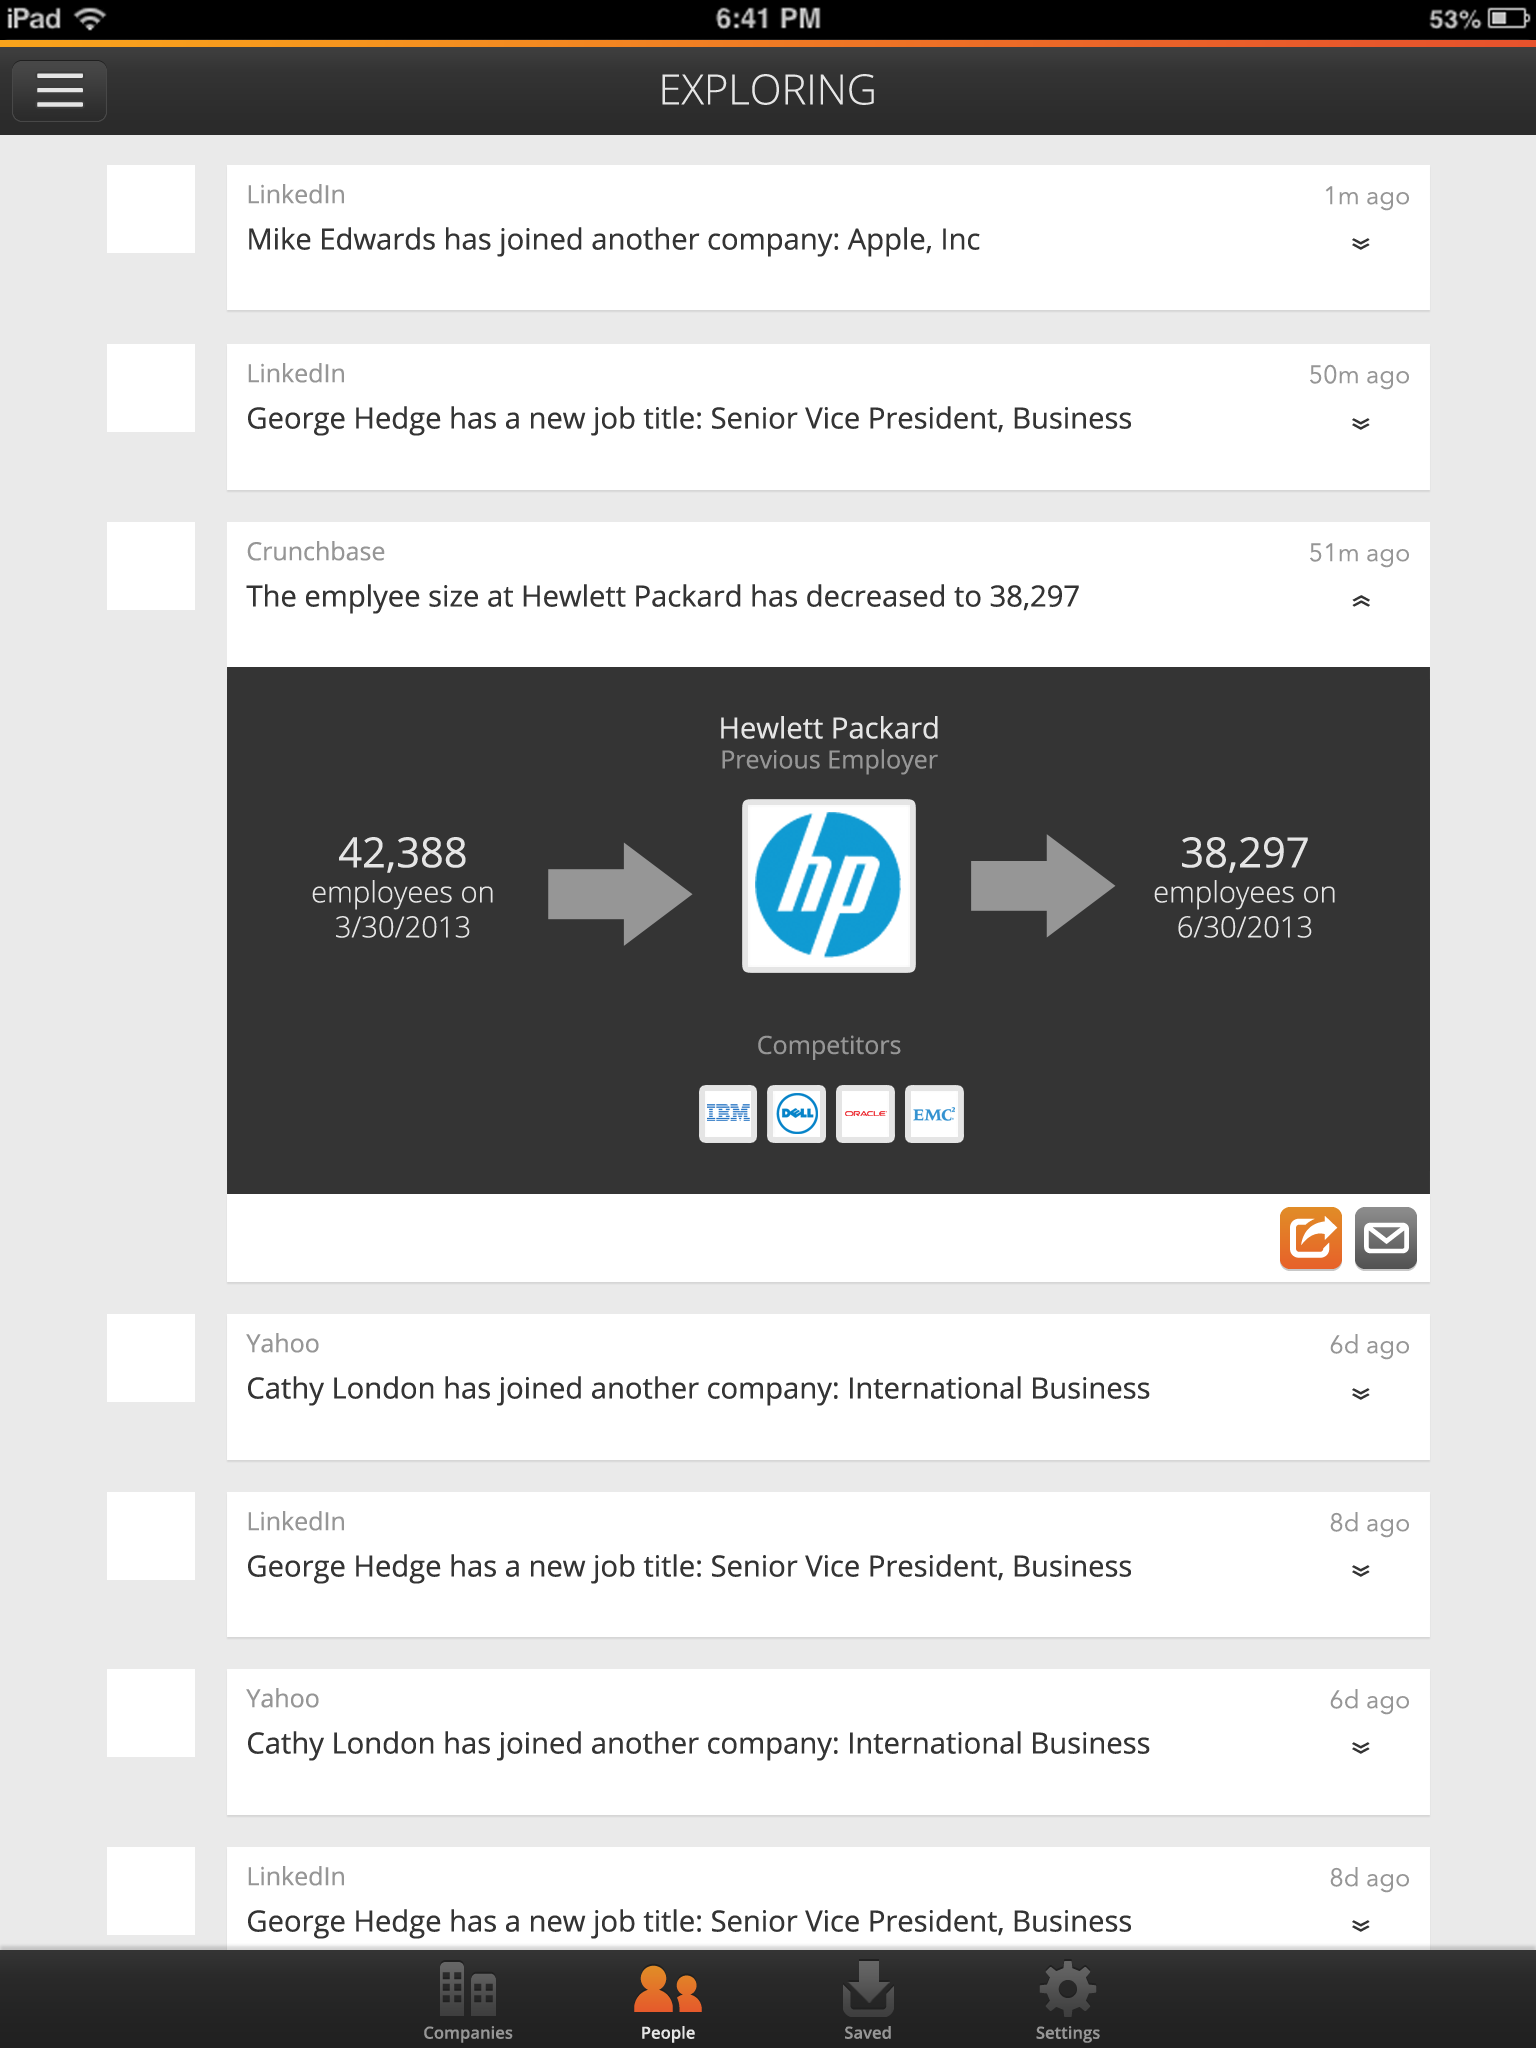 iPad 6:41 PM 53%
EXPLORING
LinkedIn 1m ago
Mike Edwards has joined another company: Apple, Inc
LinkedIn 50m ago
George Hedge has a new job title: Senior Vice President, Business
Crunchbase 51m ago
The emplyee size at Hewlett Packard has decreased to 38,297
Hewlett Packard
Previous Employer
hp
42,388
employees on
3/30/2013
38,297
employees on
6/30/2013
Competitors
IBM DELL ORACLE EMC²
Yahoo 6d ago
Cathy London has joined another company: International Business
LinkedIn 8d ago
George Hedge has a new job title: Senior Vice President, Business
Yahoo 6d ago
Cathy London has joined another company: International Business
LinkedIn 8d ago
George Hedge has a new job title: Senior Vice President, Business
Companies People Saved Settings